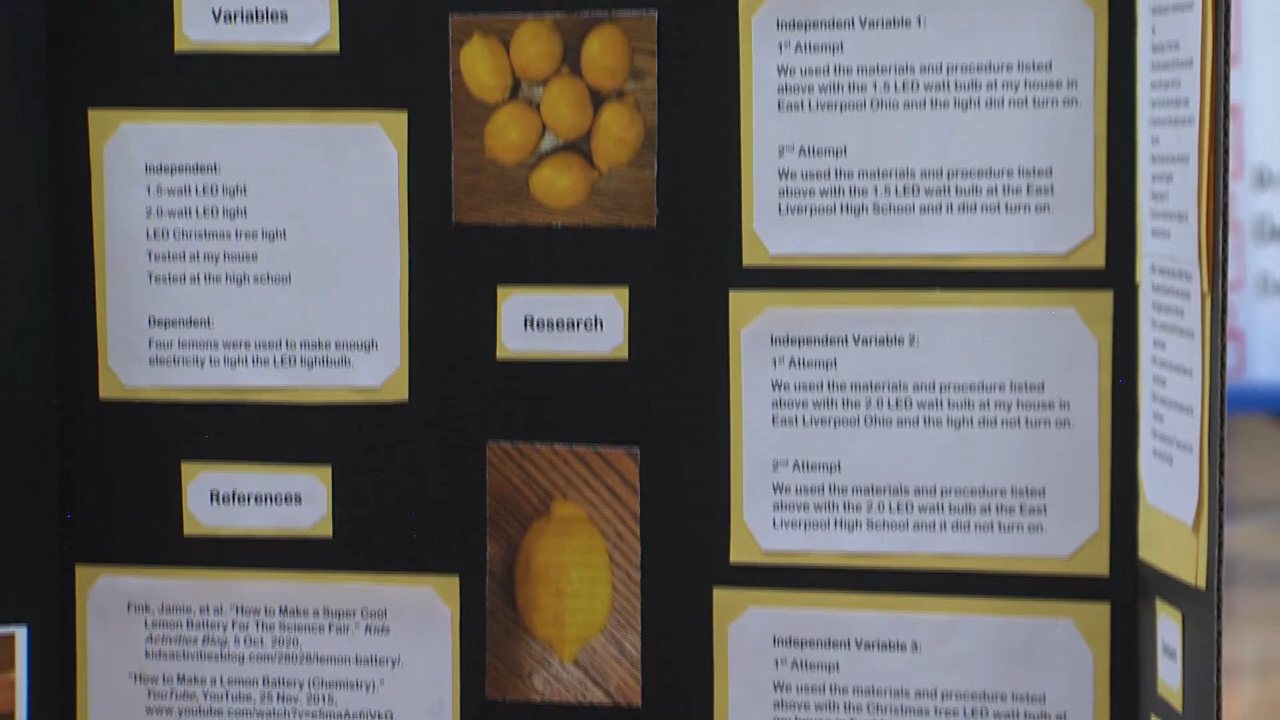 Variables
Independent:
1.5-watt LED light
2.0-watt LED light
LED Christmas tree light
Tested at my house
Tested at the high school
Dependent:
Four lemons were used to make enough
electricity to light the LED lightbulb.
References
Fink, Jamie, et al. "How to Make a Super Cool
Lemon Battery For The Science Fair." Kids
Activities Blog, 5 Oct. 2020,
kidsactivitiesblog.com/28028/lemon-battery/.
"How to Make a Lemon Battery (Chemistry)."
YouTube, YouTube, 25 Nov. 2015,
Research
Independent Variable 1:
1st Attempt
We used the materials and procedure listed
above with the 1.5 LED watt bulb at my house in
East Liverpool Ohio and the light did not turn on.
2nd Attempt
We used the materials and procedure listed
above with the 1.5 LED watt bulb at the East
Liverpool High School and it did not turn on.
Independent Variable 2:
1st Attempt
We used the materials and procedure listed
above with the 2.0 LED watt bulb at my house in
East Liverpool Ohio and the light did not turn on.
2nd Attempt
We used the materials and procedure listed
above with the 2.0 LED watt bulb at the East
Liverpool High School and it did not turn on.
Independent Variable 3:
1st Attempt
We used the materials and procedure listed
above with the Christmas tree LED watt bulb at